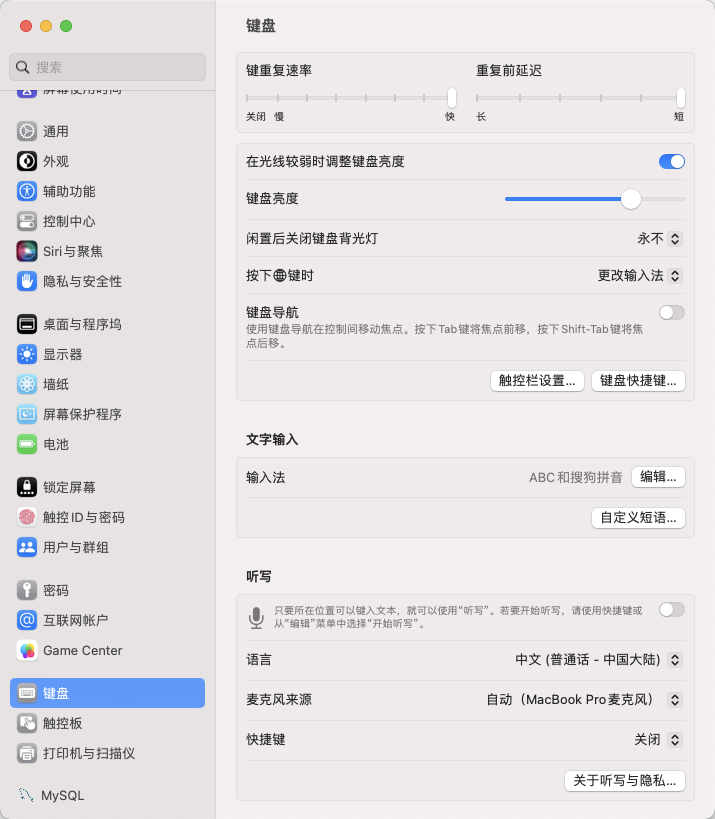 键盘
搜索
屏幕使用时间
通用
外观
辅助功能
控制中心
Siri与聚焦
隐私与安全性
桌面与程序坞
显示器
墙纸
屏幕保护程序
电池
锁定屏幕
触控ID与密码
用户与群组
密码
互联网帐户
Game Center
键盘
触控板
打印机与扫描仪
MySQL
键重复速率
重复前延迟
关闭 慢 快
长 短
在光线较弱时调整键盘亮度
键盘亮度
闲置后关闭键盘背光灯 永不
按下键时 更改输入法
键盘导航
使用键盘导航在控制间移动焦点。按下Tab键将焦点前移，按下Shift-Tab键将焦
点后移。
触控栏设置... 键盘快捷键...
文字输入
输入法 ABC和搜狗拼音 编辑...
自定义短语...
听写
只要所在位置可以键入文本，就可以使用“听写”。若要开始听写，请使用快捷键或
从“编辑”菜单中选择“开始听写”。
语言 中文 (普通话 - 中国大陆)
麦克风来源 自动（MacBook Pro麦克风）
快捷键 关闭
关于听写与隐私...